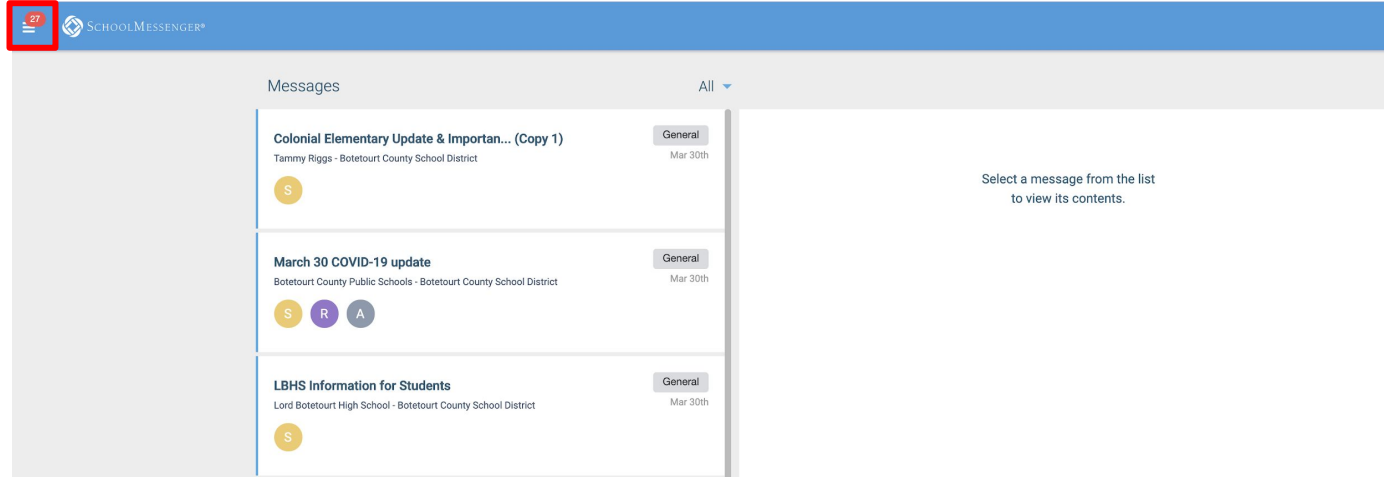 27
SCHOOLMESSENGER®
Messages
All
Colonial Elementary Update & Importan... (Copy 1)
General
Tammy Riggs - Botetourt County School District
Mar 30th
S
March 30 COVID-19 update
General
Botetourt County Public Schools - Botetourt County School District
Mar 30th
S R A
LBHS Information for Students
General
Lord Botetourt High School - Botetourt County School District
Mar 30th
S
Select a message from the list
to view its contents.